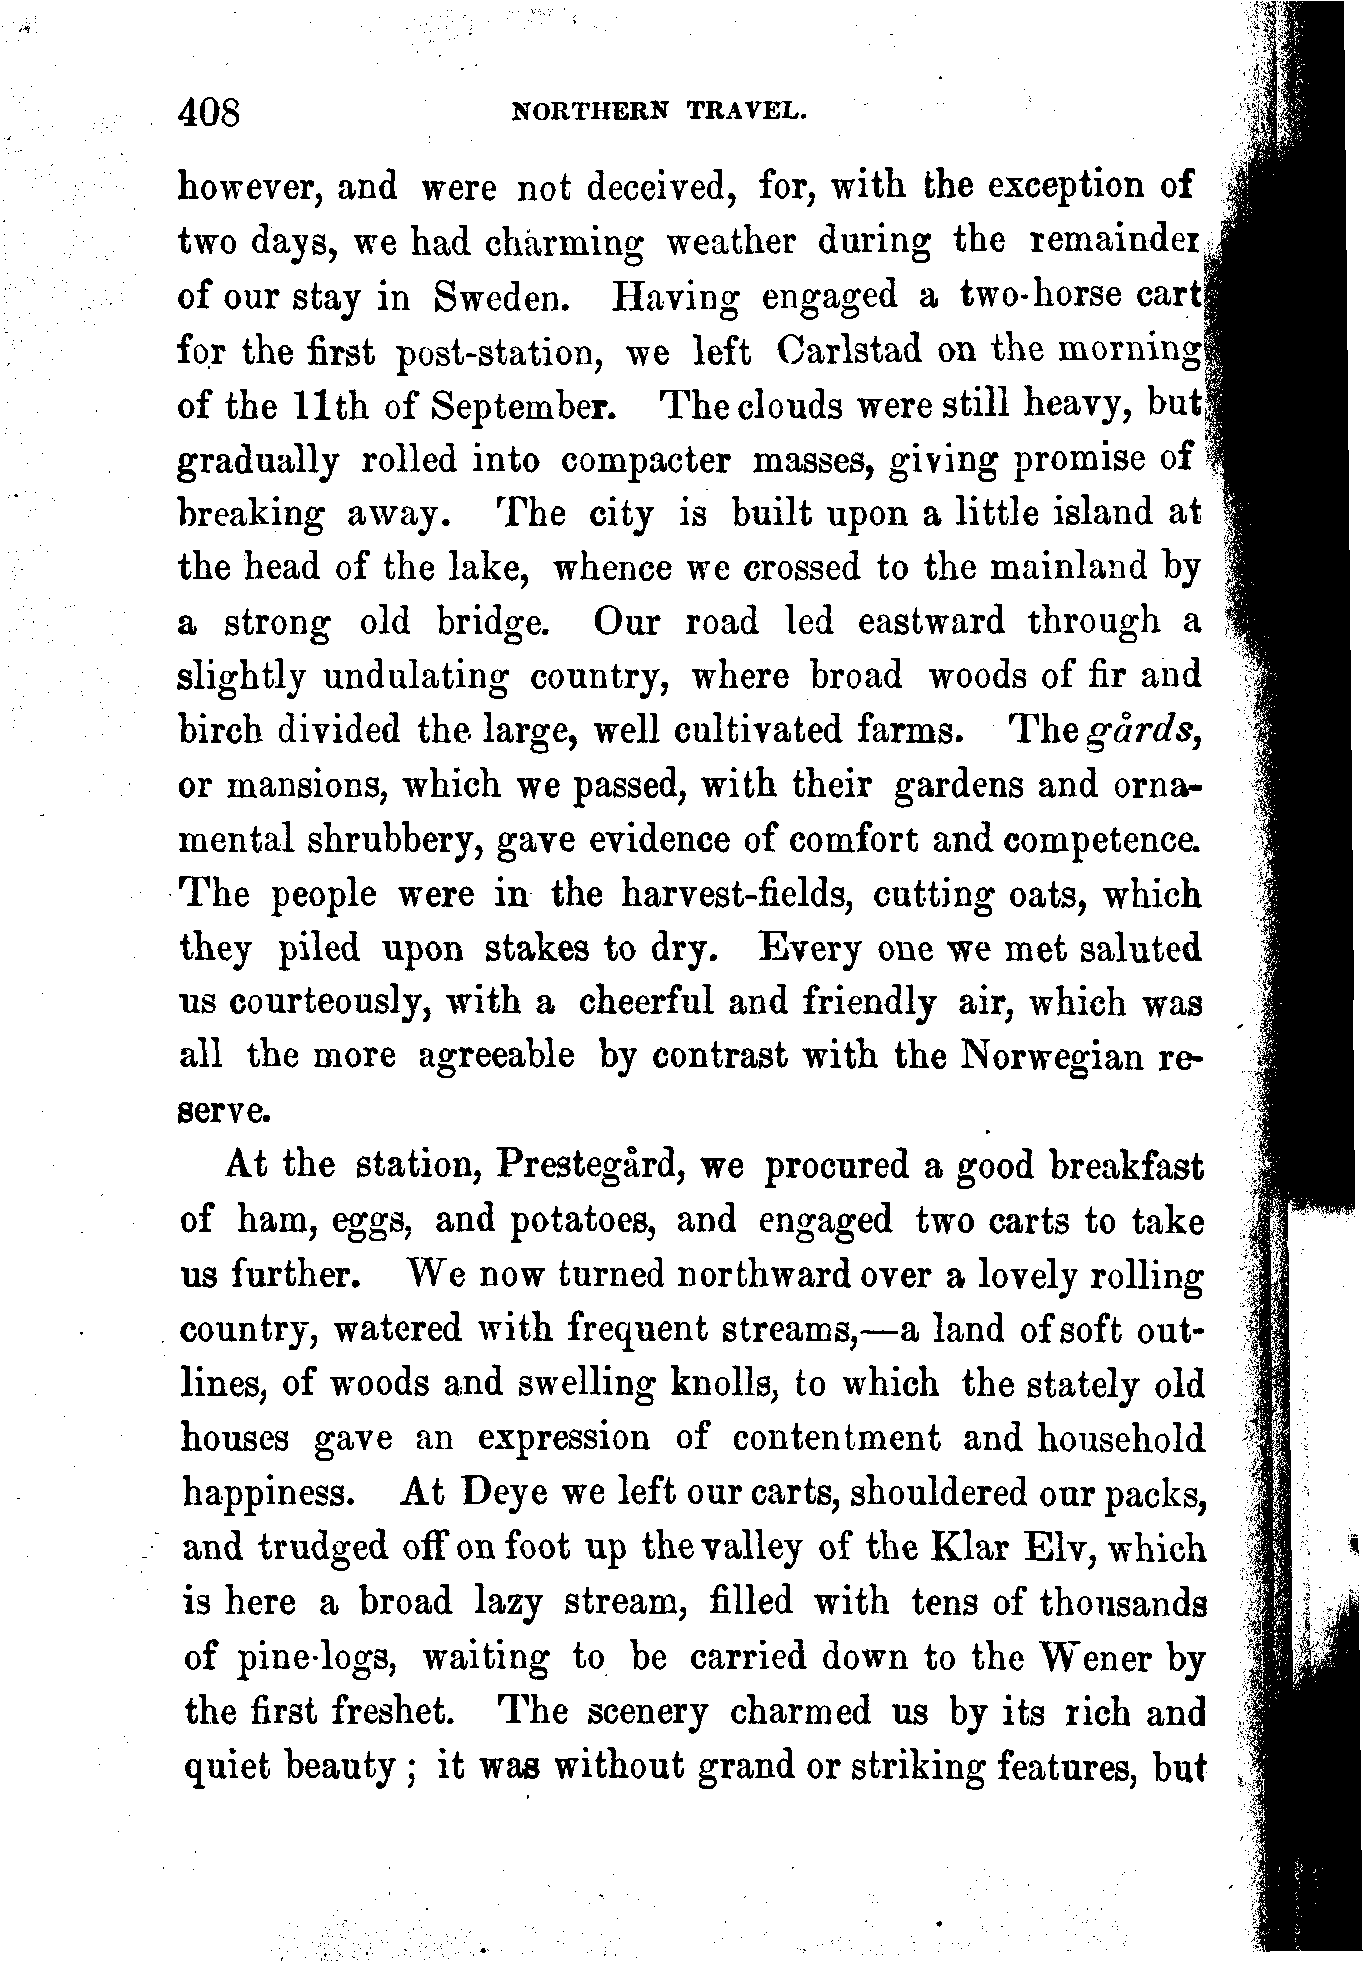 408 NORTHERN TRAVEL.
however, and were not deceived, for, with the exception of
two days, we had charming weather during the remainder
of our stay in Sweden. Having engaged a two-horse cart
for the first post-station, we left Carlstad on the morning
of the 11th of September. The clouds were still heavy, but
gradually rolled into compacter masses, giving promise of
breaking away. The city is built upon a little island at
the head of the lake, whence we crossed to the mainland by
a strong old bridge. Our road led eastward through a
slightly undulating country, where broad woods of fir and
birch divided the large, well cultivated farms. The gårds,
or mansions, which we passed, with their gardens and orna-
mental shrubbery, gave evidence of comfort and competence.
The people were in the harvest-fields, cutting oats, which
they piled upon stakes to dry. Every one we met saluted
us courteously, with a cheerful and friendly air, which was
all the more agreeable by contrast with the Norwegian re-
serve.
At the station, Prestegård, we procured a good breakfast
of ham, eggs, and potatoes, and engaged two carts to take
us further. We now turned northward over a lovely rolling
country, watered with frequent streams,—a land of soft out-
lines, of woods and swelling knolls, to which the stately old
houses gave an expression of contentment and household
happiness. At Deye we left our carts, shouldered our packs,
and trudged off on foot up the valley of the Klar Elv, which
is here a broad lazy stream, filled with tens of thousands
of pine-logs, waiting to be carried down to the Wener by
the first freshet. The scenery charmed us by its rich and
quiet beauty ; it was without grand or striking features, but